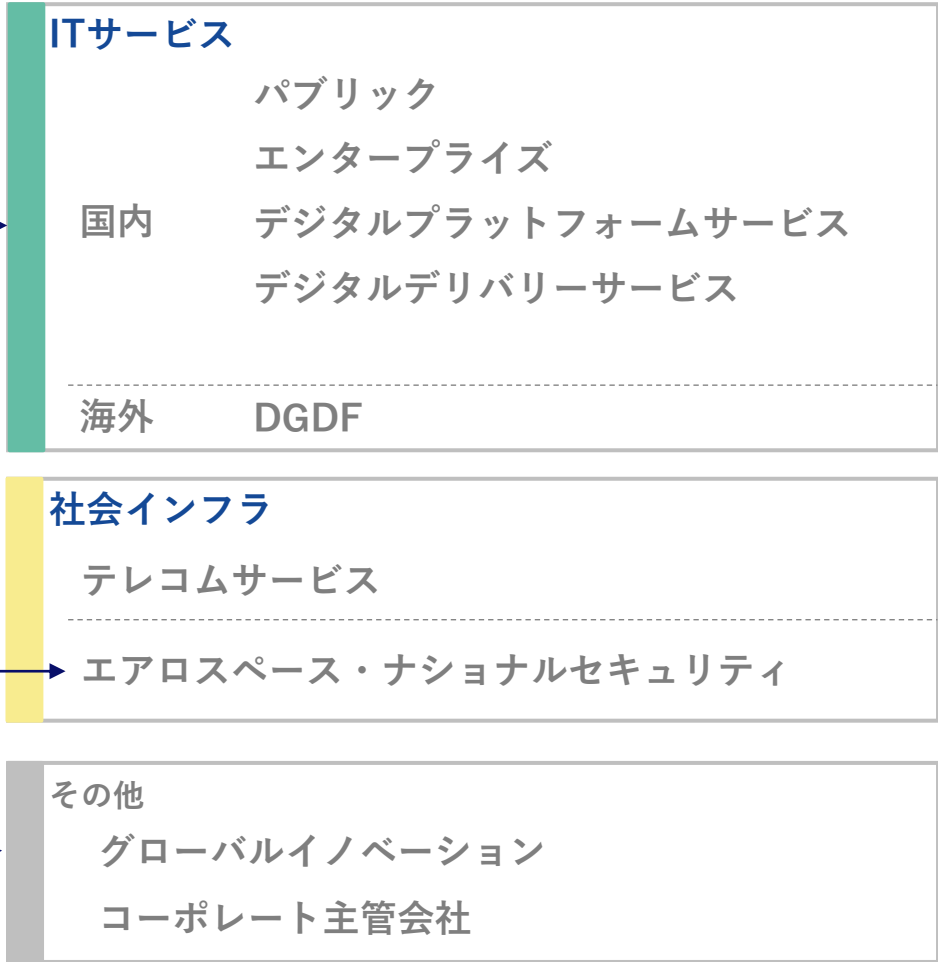 ITサービス
パブリック
エンタープライズ
国内 デジタルプラットフォームサービス
デジタルデリバリーサービス
海外 DGDF
社会インフラ
テレコムサービス
エアロスペース・ナショナルセキュリティ
その他
グローバルイノベーション
コーポレート主管会社